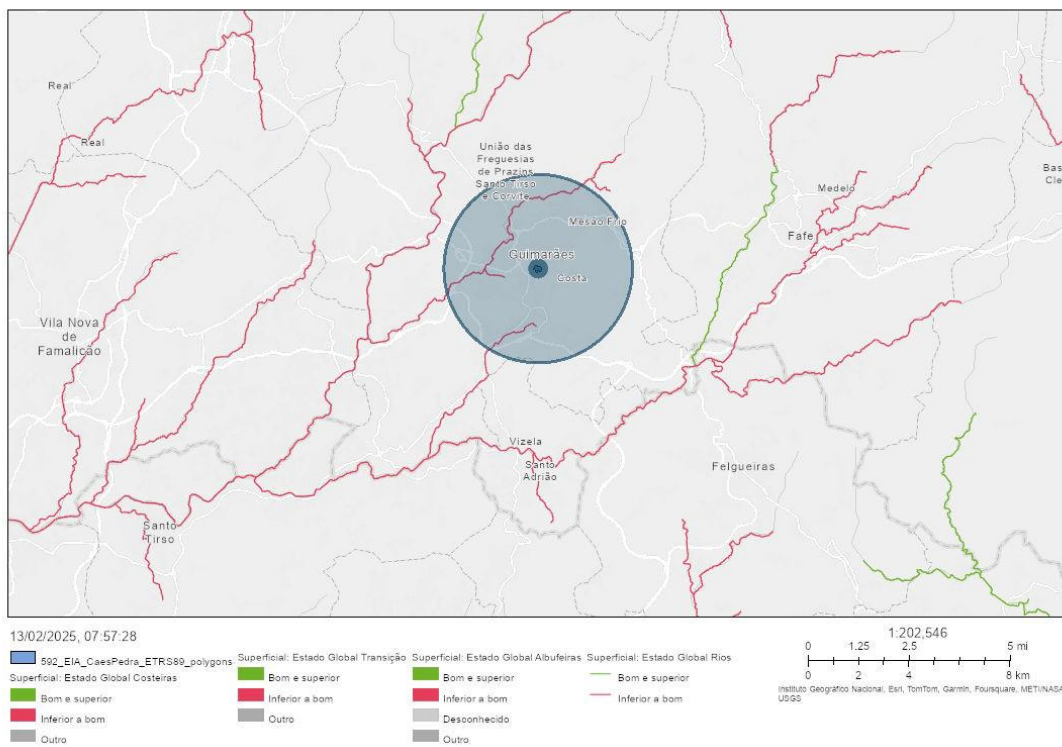 Real
Real
União das
Freguesias
de Prazins
Santo Tirso
e Corvite
Mesão Frio
Guimarães
Costa
Medelo
Fafe
Bas
Cle
Vila Nova
de
Famalicão
Vizela
Santo
Adrião
Felgueiras
Santo
Tirso
13/02/2025, 07:57:28
592_EIA_CaesPedra_ETRS89_polygons
Superficial: Estado Global Costeiras
Bom e superior
Inferior a bom
Outro
Superficial: Estado Global Transição
Bom e superior
Inferior a bom
Outro
Superficial: Estado Global Albufeiras
Bom e superior
Inferior a bom
Desconhecido
Outro
Superficial: Estado Global Rios
Bom e superior
Inferior a bom
1:202,546
0 1.25 2.5 5 mi
0 2 4 8 km
Instituto Geográfico Nacional, Esri, TomTom, Garmin, Foursquare, METI/NASA,
USGS